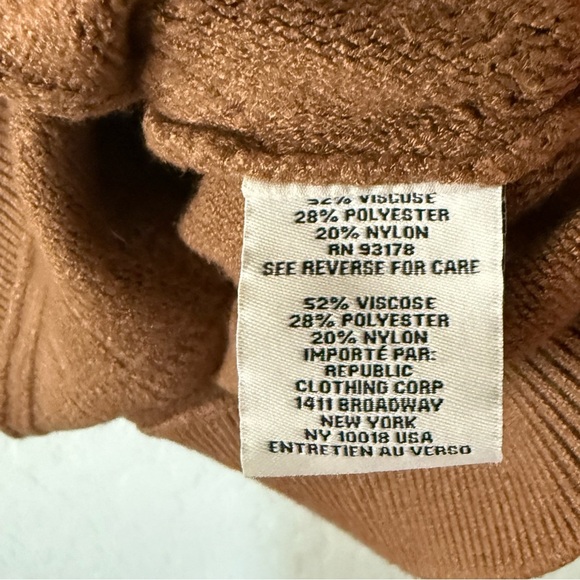 52% VISCOSE
28% POLYESTER
20% NYLON
RN 93178
SEE REVERSE FOR CARE
52% VISCOSE
28% POLYESTER
20% NYLON
IMPORTÉ PAR:
REPUBLIC
CLOTHING CORP
1411 BROADWAY
NEW YORK
NY 10018 USA
ENTRETIEN AU VERSO